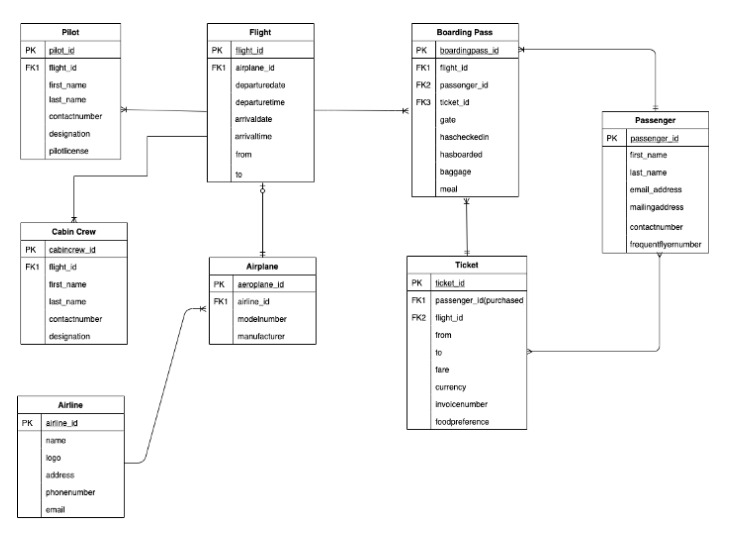 Pilot
PK pilot_id
FK1 flight_id
first_name
last_name
contactnumber
designation
pilotlicense
Flight
PK flight_id
FK1 airplane_id
departuredate
departuretime
arrivaldate
arrivaltime
from
to
Boarding Pass
PK boardingpass_id
FK1 flight_id
FK2 passenger_id
FK3 ticket_id
gate
hascheckedin
hasboarded
baggage
meal
Passenger
PK passenger_id
first_name
last_name
email_address
mailingaddress
contactnumber
frequentflyernumber
Cabin Crew
PK cabincrew_id
FK1 flight_id
first_name
last_name
contactnumber
designation
Airplane
PK aeroplane_id
FK1 airline_id
modelnumber
manufacturer
Ticket
PK ticket_id
FK1 passenger_id(purchased
FK2 flight_id
from
to
fare
currency
invoicenumber
foodpreference
Airline
PK airline_id
name
logo
address
phonenumber
email